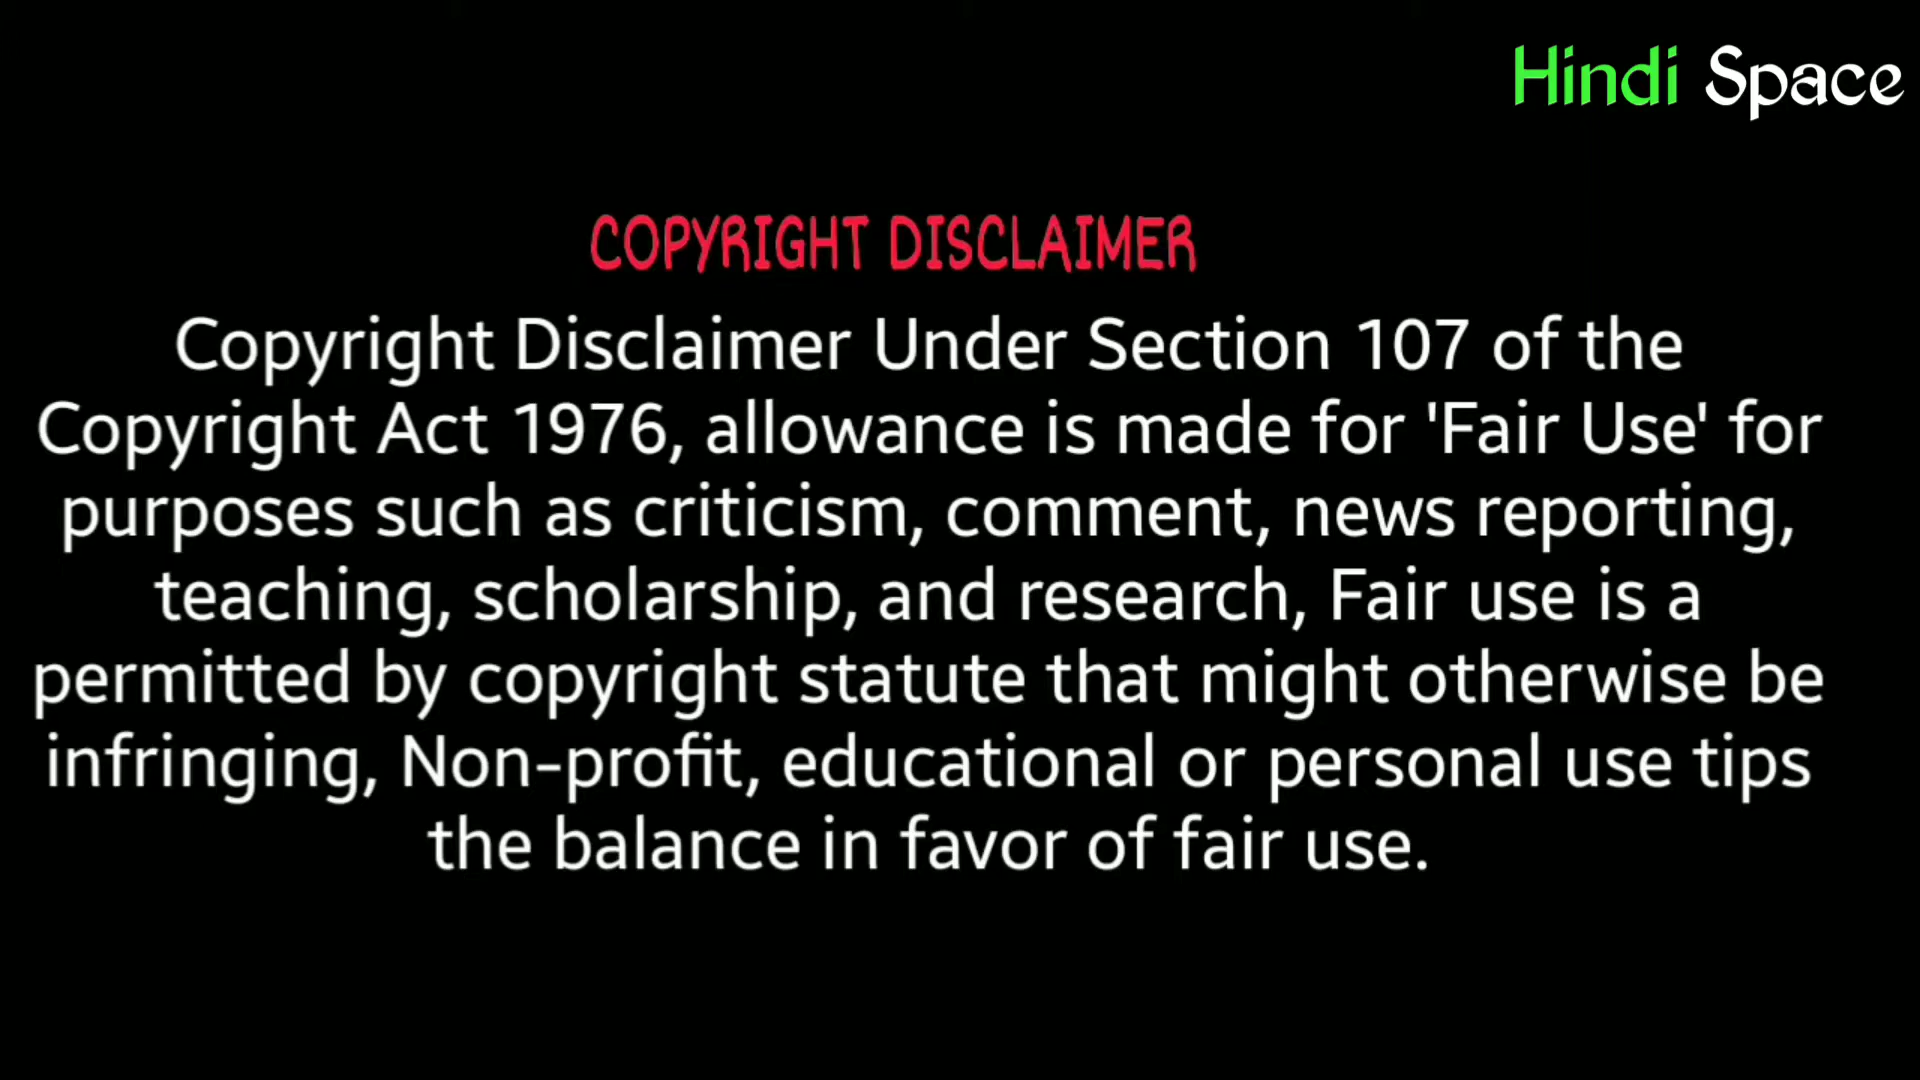 Hindi Space
COPYRIGHT DISCLAIMER
Copyright Disclaimer Under Section 107 of the
Copyright Act 1976, allowance is made for 'Fair Use' for
purposes such as criticism, comment, news reporting,
teaching, scholarship, and research, Fair use is a
permitted by copyright statute that might otherwise be
infringing, Non-profit, educational or personal use tips
the balance in favor of fair use.